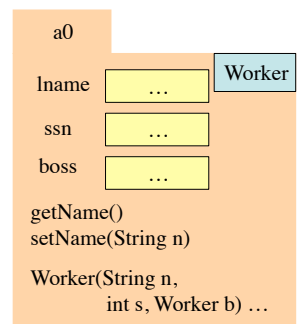 a0
Worker
lname …
ssn …
boss …
getName()
setName(String n)
Worker(String n,
int s, Worker b) …